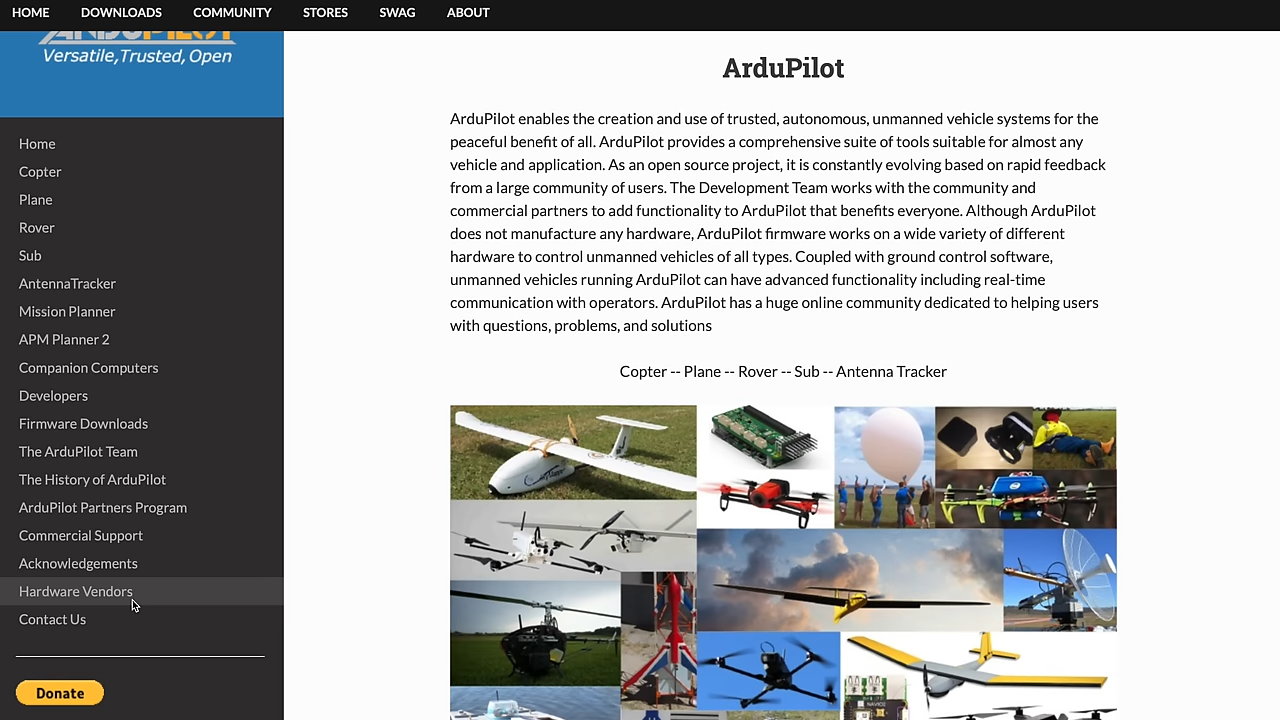 HOME DOWNLOADS COMMUNITY STORES SWAG ABOUT
ARDUPILOT
Versatile,Trusted, Open
Home
Copter
Plane
Rover
Sub
AntennaTracker
Mission Planner
APM Planner 2
Companion Computers
Developers
Firmware Downloads
The ArduPilot Team
The History of ArduPilot
ArduPilot Partners Program
Commercial Support
Acknowledgements
Hardware Vendors
Contact Us
Donate
ArduPilot
ArduPilot enables the creation and use of trusted, autonomous, unmanned vehicle systems for the
peaceful benefit of all. ArduPilot provides a comprehensive suite of tools suitable for almost any
vehicle and application. As an open source project, it is constantly evolving based on rapid feedback
from a large community of users. The Development Team works with the community and
commercial partners to add functionality to ArduPilot that benefits everyone. Although ArduPilot
does not manufacture any hardware, ArduPilot firmware works on a wide variety of different
hardware to control unmanned vehicles of all types. Coupled with ground control software,
unmanned vehicles running ArduPilot can have advanced functionality including real-time
communication with operators. ArduPilot has a huge online community dedicated to helping users
with questions, problems, and solutions
Copter -- Plane -- Rover -- Sub -- Antenna Tracker